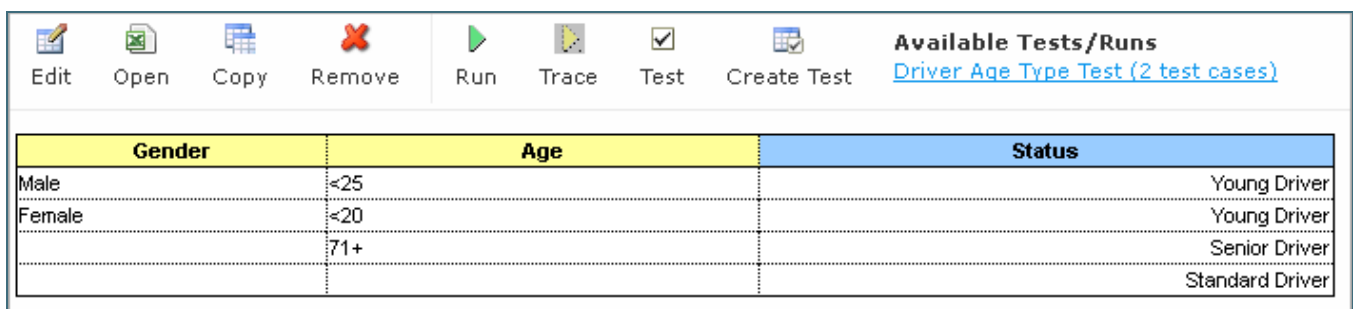 Edit Open Copy Remove Run Trace Test Create Test
Available Tests/Runs
Driver Age Type Test (2 test cases)
Gender Age Status
Male <25 Young Driver
Female <20 Young Driver
71+ Senior Driver
Standard Driver